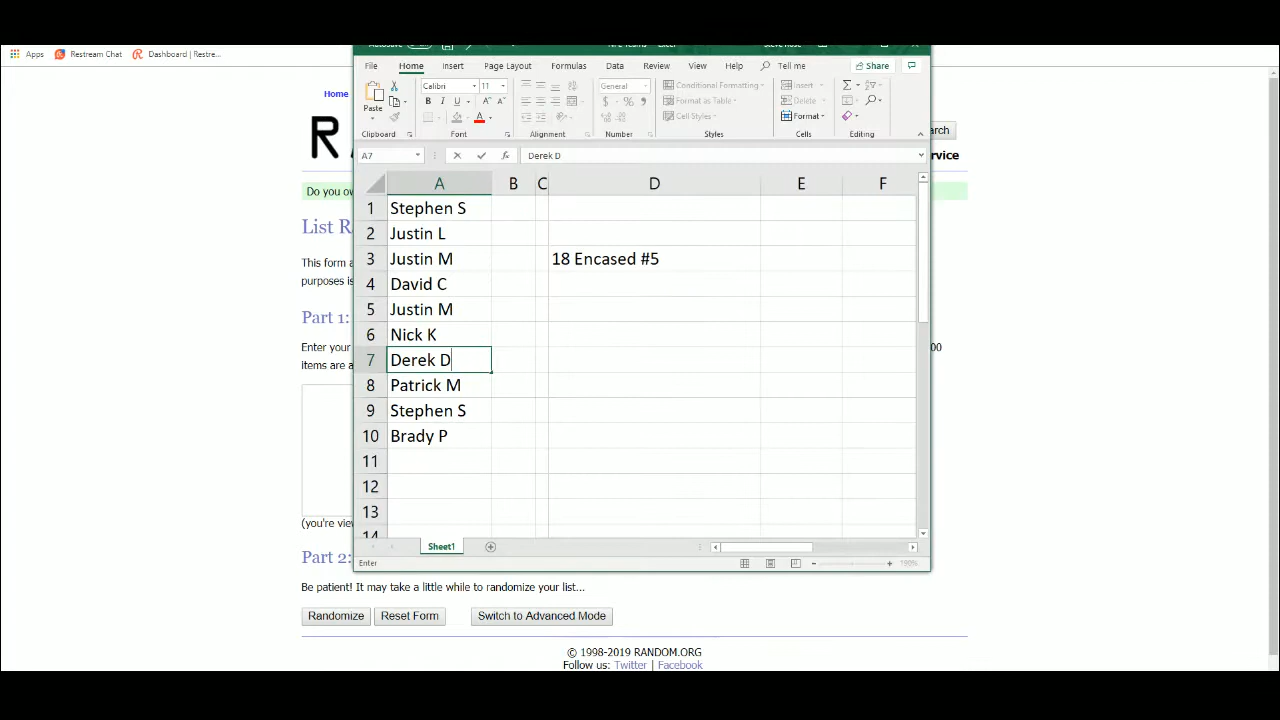 Apps Restream Chat Dashboard | Restre...
File Home Insert Page Layout Formulas Data Review View Help Tell me Share
Paste Calibri 11 General Conditional Formatting Insert
B I U A A $ % Format as Table Delete
A Cell Styles Format
Clipboard Font Alignment Number Styles Cells Editing
A7 Derek D
A B C D E F
1 Stephen S
2 Justin L
3 Justin M 18 Encased #5
4 David C
5 Justin M
6 Nick K
7 Derek D
8 Patrick M
9 Stephen S
10 Brady P
11
12
13
14
Sheet1
Enter 190%
Home
R
Do you ow
List R
This form a
purposes is
Part 1:
Enter your 00
items are a
(you're view
Part 2:
Be patient! It may take a little while to randomize your list...
Randomize Reset Form Switch to Advanced Mode
© 1998-2019 RANDOM.ORG
Follow us: Twitter | Facebook